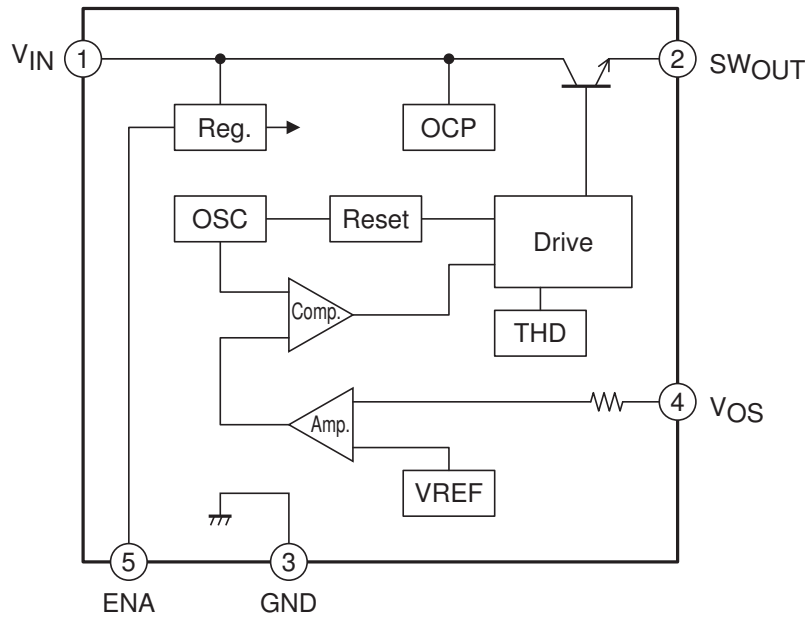 VIN
1
2
SWOUT
Reg.
OCP
OSC
Reset
Drive
Comp.
THD
Amp.
4
VOS
VREF
5
3
ENA
GND